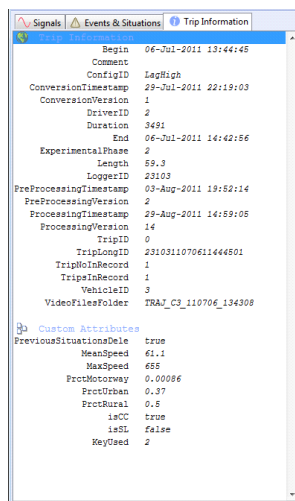 Signals Events & Situations Trip Information
Trip Information
Begin 06-Jul-2011 13:44:45
Comment
ConfigID LagHigh
ConversionTimestamp 29-Jul-2011 22:19:03
ConversionVersion 1
DriverID 2
Duration 3491
End 06-Jul-2011 14:42:56
ExperimentalPhase 2
Length 59.3
LoggerID 23103
PreProcessingTimestamp 03-Aug-2011 19:52:14
PreProcessingVersion 2
ProcessingTimestamp 29-Aug-2011 14:59:05
ProcessingVersion 14
TripID 0
TripLongID 2310311070611444501
TripNoInRecord 1
TripsInRecord 1
VehicleID 3
VideoFilesFolder TRAJ_C3_110706_134308
Custom Attributes
PreviousSituationsDele true
MeanSpeed 61.1
MaxSpeed 655
PrctMotorway 0.00086
PrctUrban 0.37
PrctRural 0.5
isCC true
isSL false
KeyUsed 2